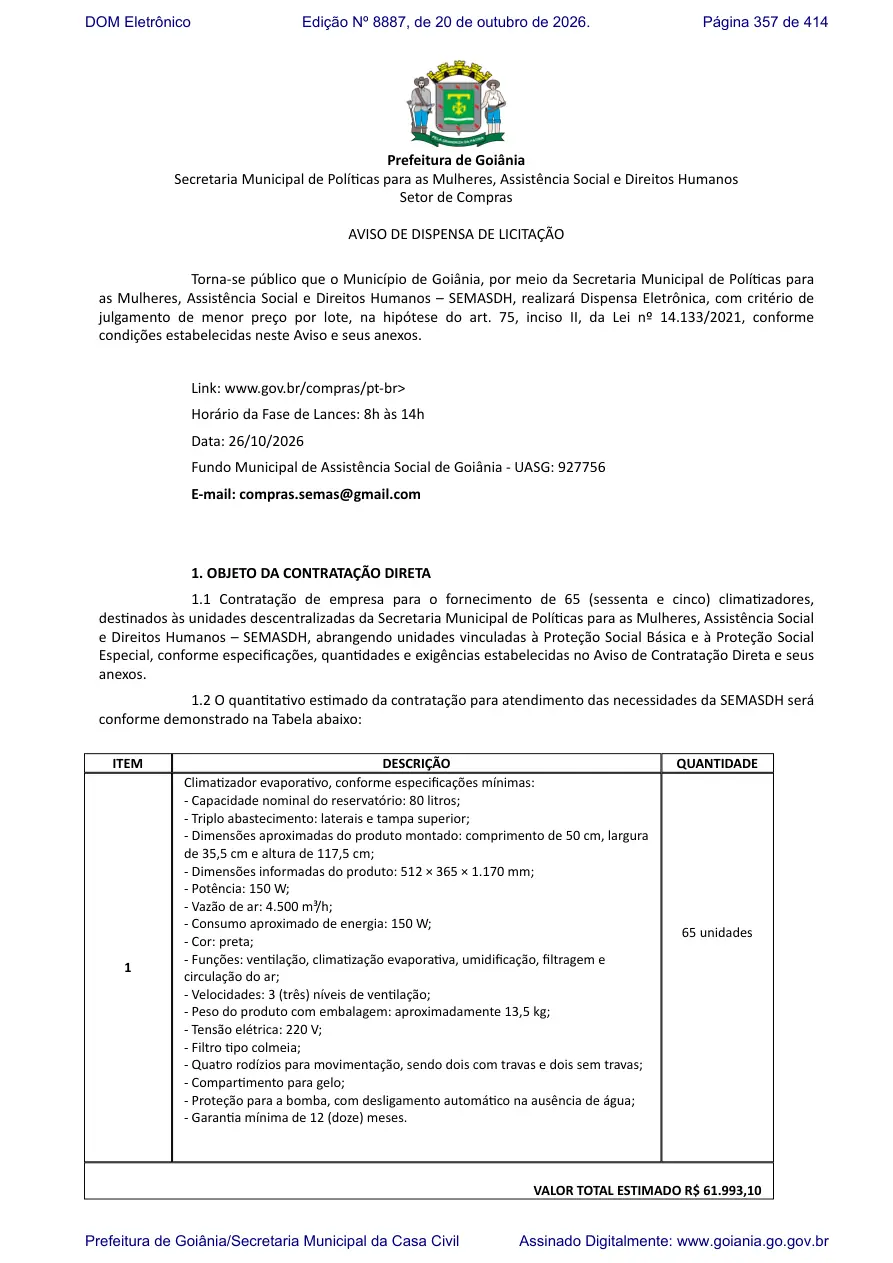 DOM Eletrônico Edição Nº 8887, de 20 de outubro de 2026. Página 357 de 414
PELA GRANDEZA DA PÁTRIA
Prefeitura de Goiânia
Secretaria Municipal de Políticas para as Mulheres, Assistência Social e Direitos Humanos
Setor de Compras
AVISO DE DISPENSA DE LICITAÇÃO
Torna-se público que o Município de Goiânia, por meio da Secretaria Municipal de Políticas para
as Mulheres, Assistência Social e Direitos Humanos – SEMASDH, realizará Dispensa Eletrônica, com critério de
julgamento de menor preço por lote, na hipótese do art. 75, inciso II, da Lei nº 14.133/2021, conforme
condições estabelecidas neste Aviso e seus anexos.
Link: www.gov.br/compras/pt-br>
Horário da Fase de Lances: 8h às 14h
Data: 26/10/2026
Fundo Municipal de Assistência Social de Goiânia - UASG: 927756
E-mail: compras.semas@gmail.com
1. OBJETO DA CONTRATAÇÃO DIRETA
1.1 Contratação de empresa para o fornecimento de 65 (sessenta e cinco) climatizadores,
destinados às unidades descentralizadas da Secretaria Municipal de Políticas para as Mulheres, Assistência Social
e Direitos Humanos – SEMASDH, abrangendo unidades vinculadas à Proteção Social Básica e à Proteção Social
Especial, conforme especificações, quantidades e exigências estabelecidas no Aviso de Contratação Direta e seus
anexos.
1.2 O quantitativo estimado da contratação para atendimento das necessidades da SEMASDH será
conforme demonstrado na Tabela abaixo:
ITEM DESCRIÇÃO QUANTIDADE
Climatizador evaporativo, conforme especificações mínimas:
- Capacidade nominal do reservatório: 80 litros;
- Triplo abastecimento: laterais e tampa superior;
- Dimensões aproximadas do produto montado: comprimento de 50 cm, largura
de 35,5 cm e altura de 117,5 cm;
- Dimensões informadas do produto: 512 × 365 × 1.170 mm;
- Potência: 150 W;
- Vazão de ar: 4.500 m³/h;
- Consumo aproximado de energia: 150 W;
65 unidades
- Cor: preta;
- Funções: ventilação, climatização evaporativa, umidificação, filtragem e
1
circulação do ar;
- Velocidades: 3 (três) níveis de ventilação;
- Peso do produto com embalagem: aproximadamente 13,5 kg;
- Tensão elétrica: 220 V;
- Filtro tipo colmeia;
- Quatro rodízios para movimentação, sendo dois com travas e dois sem travas;
- Compartimento para gelo;
- Proteção para a bomba, com desligamento automático na ausência de água;
- Garantia mínima de 12 (doze) meses.
VALOR TOTAL ESTIMADO R$ 61.993,10
Prefeitura de Goiânia/Secretaria Municipal da Casa Civil Assinado Digitalmente: www.goiania.go.gov.br